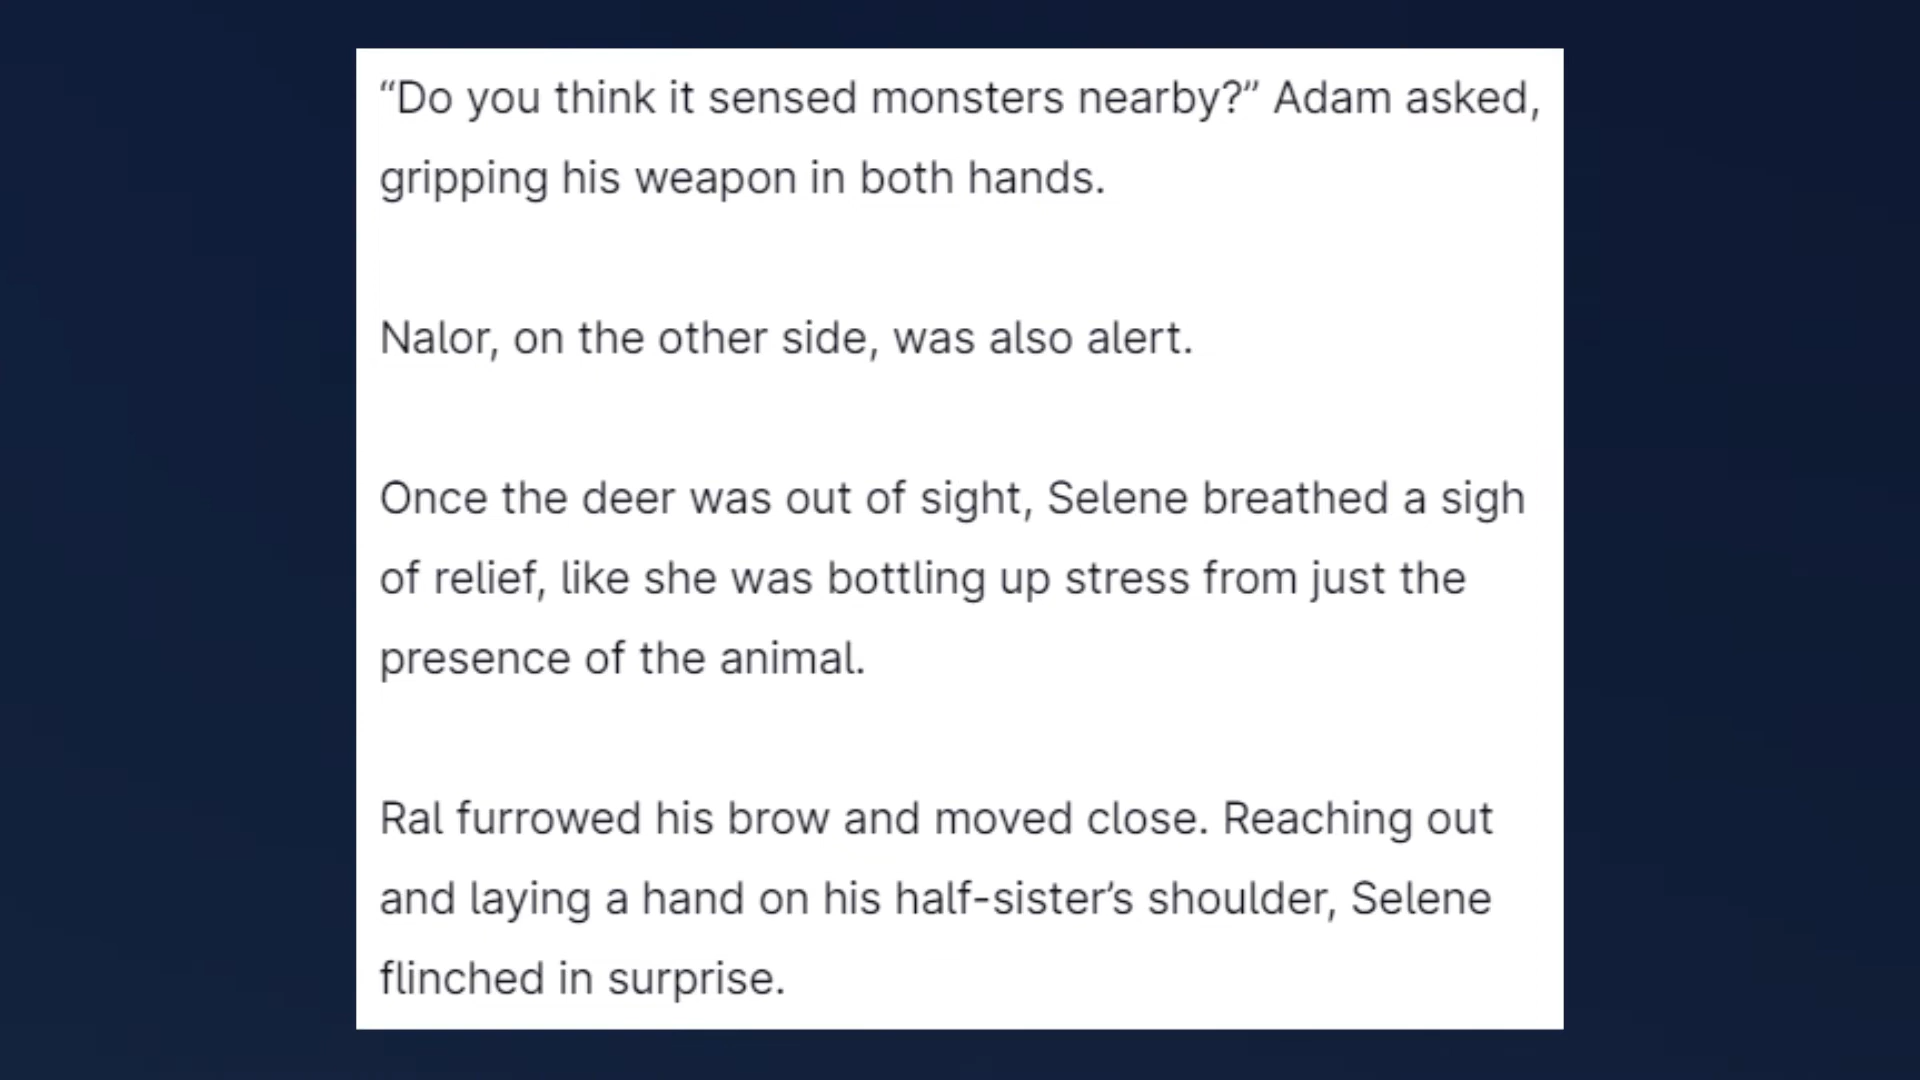 “Do you think it sensed monsters nearby?” Adam asked,
gripping his weapon in both hands.
Nalor, on the other side, was also alert.
Once the deer was out of sight, Selene breathed a sigh
of relief, like she was bottling up stress from just the
presence of the animal.
Ral furrowed his brow and moved close. Reaching out
and laying a hand on his half-sister’s shoulder, Selene
flinched in surprise.